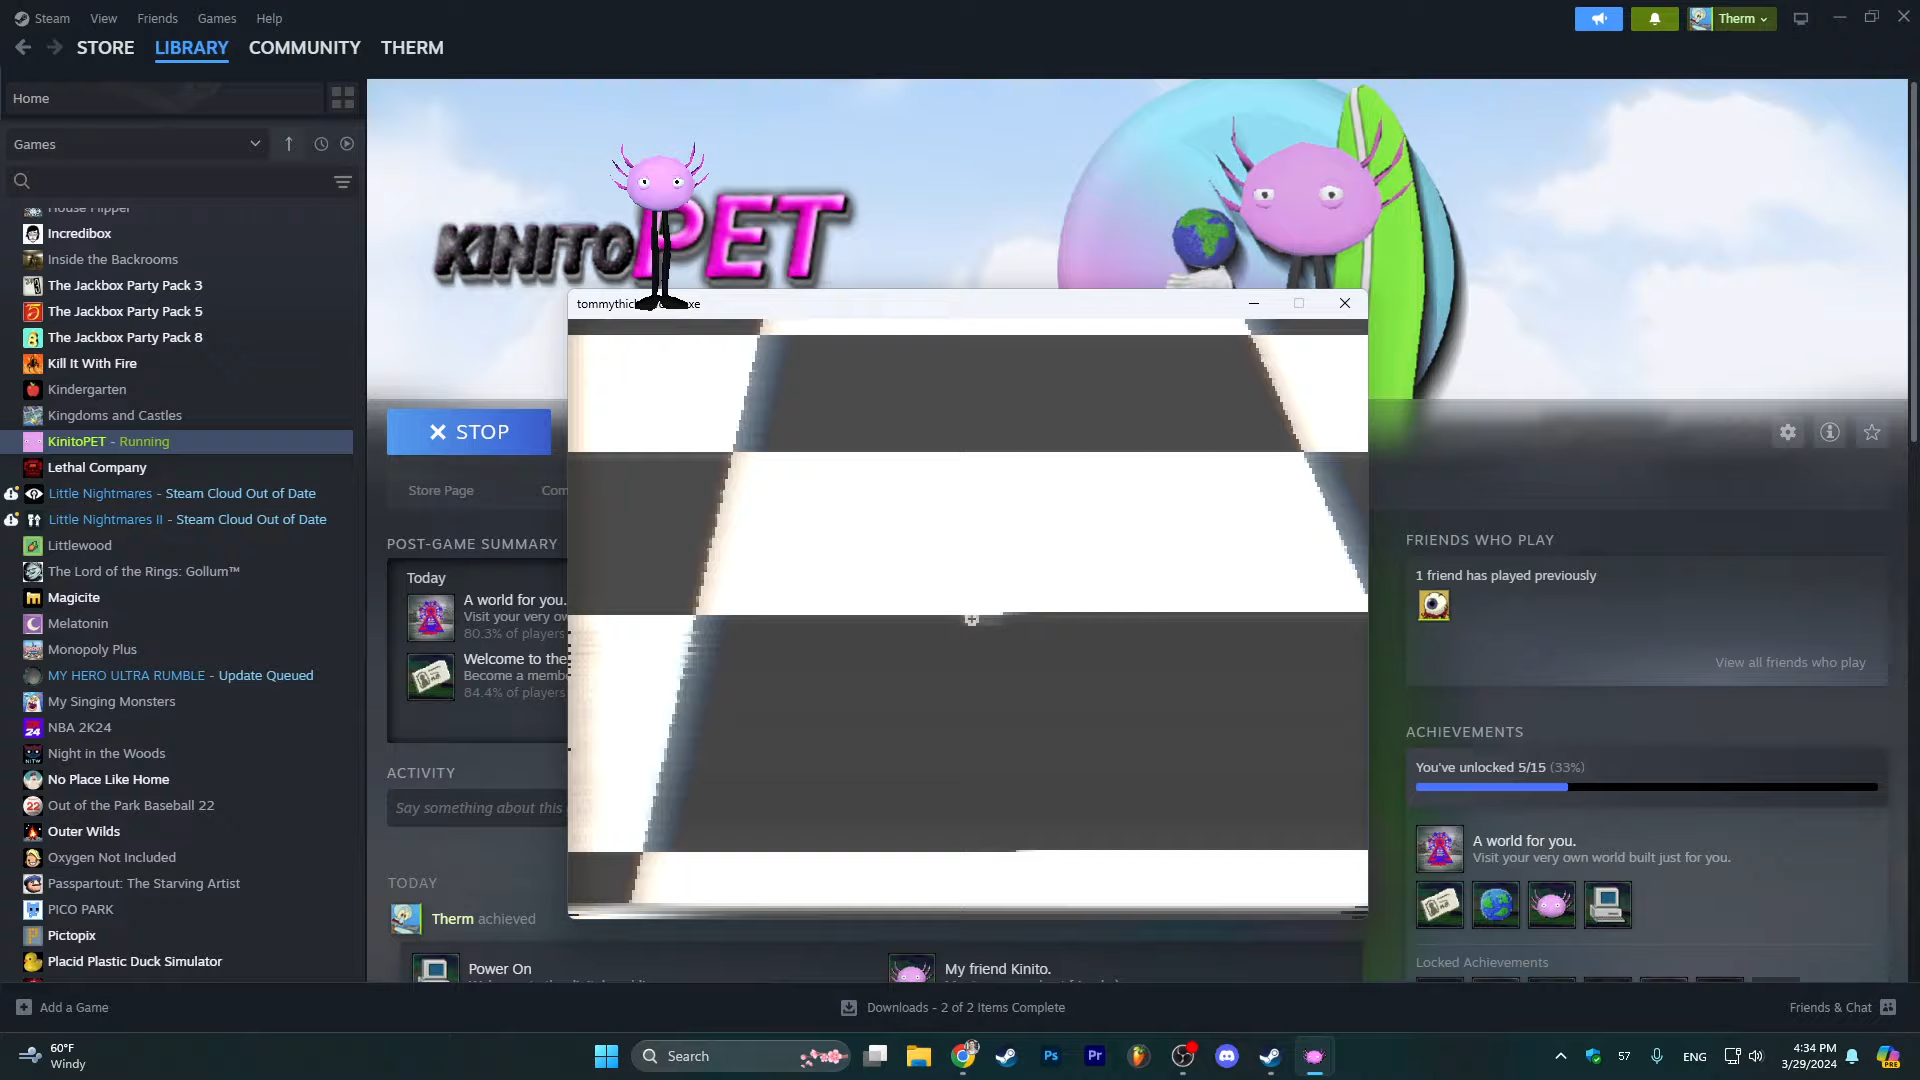 Steam View Friends Games Help
Therm
STORE LIBRARY COMMUNITY THERM
Home
Games
KINITOPET
House Flipper
Incredibox
Inside the Backrooms
The Jackbox Party Pack 3
The Jackbox Party Pack 5
The Jackbox Party Pack 8
Kill It With Fire
Kindergarten
Kingdoms and Castles
KinitoPET - Running
Lethal Company
Little Nightmares - Steam Cloud Out of Date
Little Nightmares II - Steam Cloud Out of Date
Littlewood
The Lord of the Rings: Gollum™
Magicite
Melatonin
Monopoly Plus
MY HERO ULTRA RUMBLE - Update Queued
My Singing Monsters
NBA 2K24
Night in the Woods
No Place Like Home
Out of the Park Baseball 22
Outer Wilds
Oxygen Not Included
Passpartout: The Starving Artist
PICO PARK
Pictopix
Placid Plastic Duck Simulator
STOP
Store Page
POST-GAME SUMMARY
Today
A world for you.
Visit your very
80.3% of players
Welcome to the
Become a
84.4% of players
ACTIVITY
Say something about this
TODAY
Therm achieved
Power On
My friend Kinito.
FRIENDS WHO PLAY
1 friend has played previously
View all friends who play
ACHIEVEMENTS
You've unlocked 5/15 (33%)
A world for you.
Visit your very own world built just for you.
Locked Achievements
Add a Game
Downloads - 2 of 2 Items Complete
Friends & Chat
60°F
Windy
Search
Ps
Pr
57
ENG
4:34 PM
3/29/2024
PRE